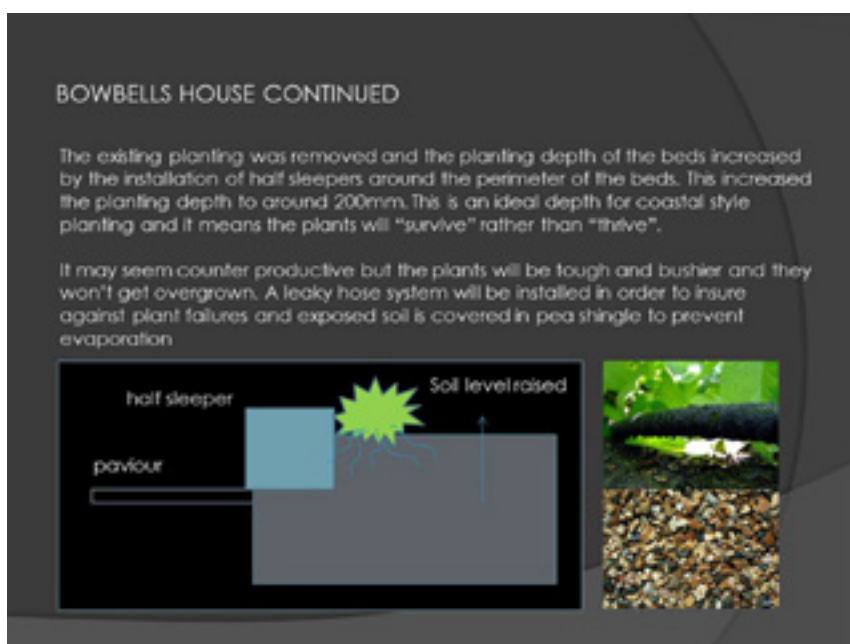 BOWBELLS HOUSE CONTINUED
The existing planting was removed and the planting depth of the beds increased
by the installation of half sleepers around the perimeter of the beds. This increased
the planting depth to around 200mm. This is an ideal depth for coastal style
planting and it means the plants will “survive” rather than “thrive”.
It may seem counter productive but the plants will be tough and bushier and they
won’t get overgrown. A leaky hose system will be installed in order to insure
against plant failures and exposed soil is covered in pea shingle to prevent
evaporation
half sleeper
Soil level raised
paviour